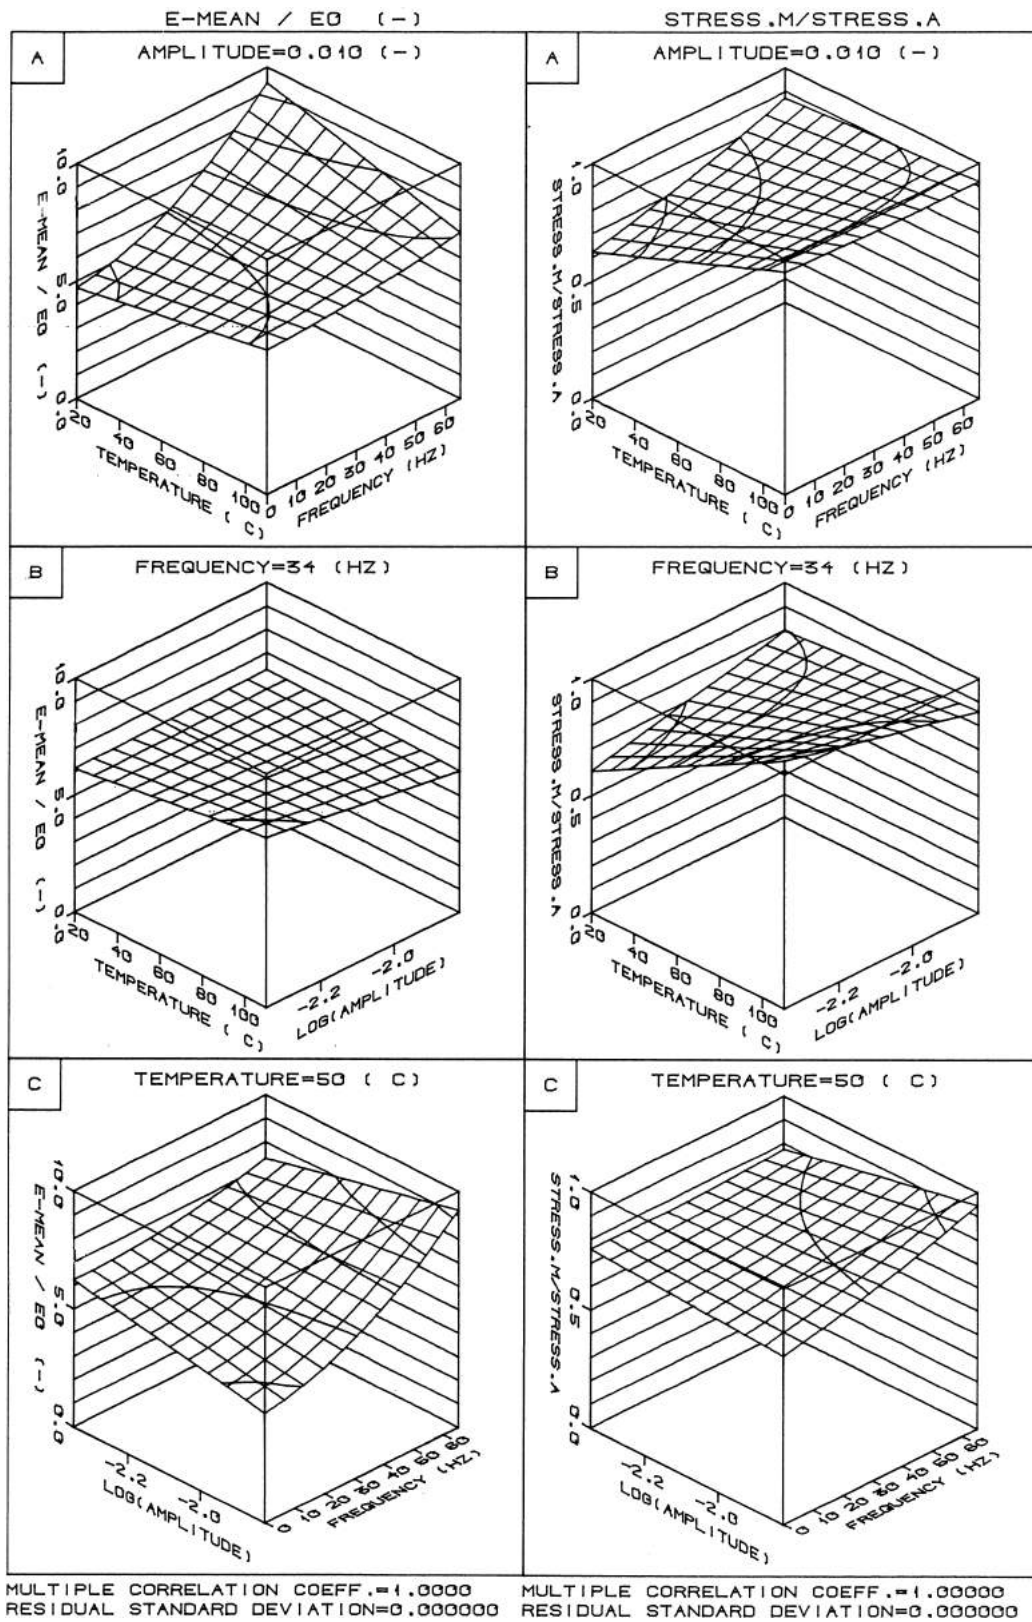 E-MEAN / EO (-)
STRESS.M/STRESS.A
A
AMPLITUDE=0.010 (-)
10.0
5.0
0.0
E-MEAN / EO (-)
20 40 60 80 100
TEMPERATURE ( C)
0 10 20 30 40 50 60
FREQUENCY (HZ)
A
AMPLITUDE=0.010 (-)
1.0
0.5
0.0
STRESS.M/STRESS.A
20 40 60 80 100
TEMPERATURE ( C)
0 10 20 30 40 50 60
FREQUENCY (HZ)
B
FREQUENCY=34 (HZ)
10.0
5.0
0.0
E-MEAN / EO (-)
20 40 60 80 100
TEMPERATURE ( C)
-2.2 -2.0
LOG(AMPLITUDE)
B
FREQUENCY=34 (HZ)
1.0
0.5
0.0
STRESS.M/STRESS.A
20 40 60 80 100
TEMPERATURE ( C)
-2.2 -2.0
LOG(AMPLITUDE)
C
TEMPERATURE=50 ( C)
10.0
5.0
0.0
E-MEAN / EO (-)
-2.2 -2.0
LOG(AMPLITUDE)
0 10 20 30 40 50 60
FREQUENCY (HZ)
C
TEMPERATURE=50 ( C)
1.0
0.5
0.0
STRESS.M/STRESS.A
-2.2 -2.0
LOG(AMPLITUDE)
0 10 20 30 40 50 60
FREQUENCY (HZ)
MULTIPLE CORRELATION COEFF.=1.0000
RESIDUAL STANDARD DEVIATION=0.000000
MULTIPLE CORRELATION COEFF.=1.00000
RESIDUAL STANDARD DEVIATION=0.000000